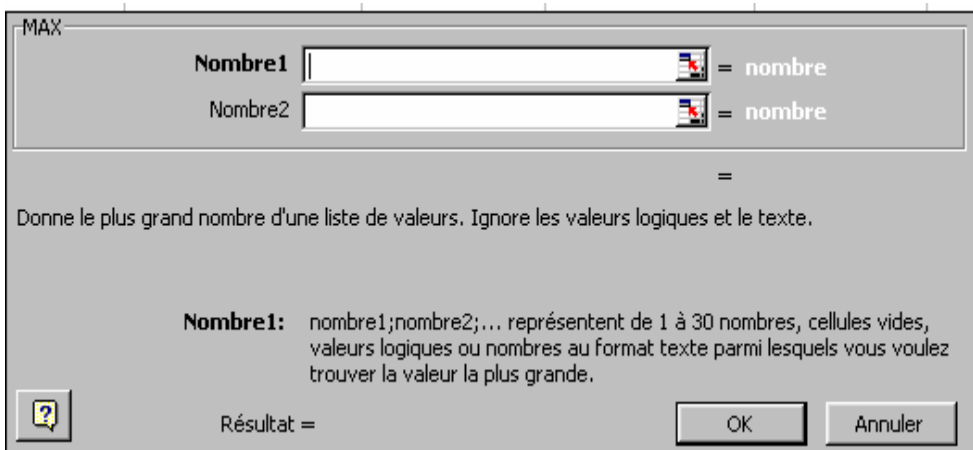 MAX
Nombre1 = nombre
Nombre2 = nombre
=
Donne le plus grand nombre d'une liste de valeurs. Ignore les valeurs logiques et le texte.
Nombre1: nombre1;nombre2;... représentent de 1 à 30 nombres, cellules vides,
valeurs logiques ou nombres au format texte parmi lesquels vous voulez
trouver la valeur la plus grande.
? Résultat = OK Annuler